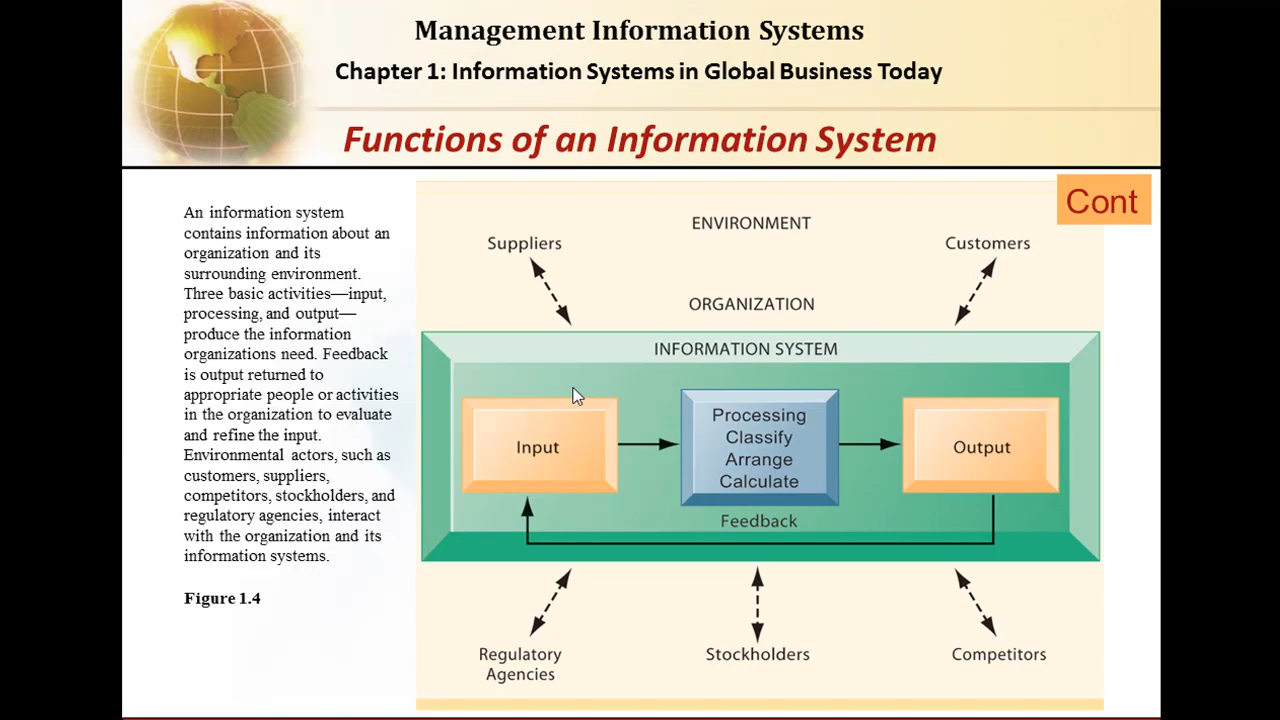 Management Information Systems
Chapter 1: Information Systems in Global Business Today
Functions of an Information System
Cont
An information system
contains information about an
organization and its
surrounding environment.
Three basic activities—input,
processing, and output—
produce the information
organizations need. Feedback
is output returned to
appropriate people or activities
in the organization to evaluate
and refine the input.
Environmental actors, such as
customers, suppliers,
competitors, stockholders, and
regulatory agencies, interact
with the organization and its
information systems.
Figure 1.4
ENVIRONMENT
Suppliers
Customers
ORGANIZATION
INFORMATION SYSTEM
Input
Processing
Classify
Arrange
Calculate
Output
Feedback
Regulatory
Agencies
Stockholders
Competitors